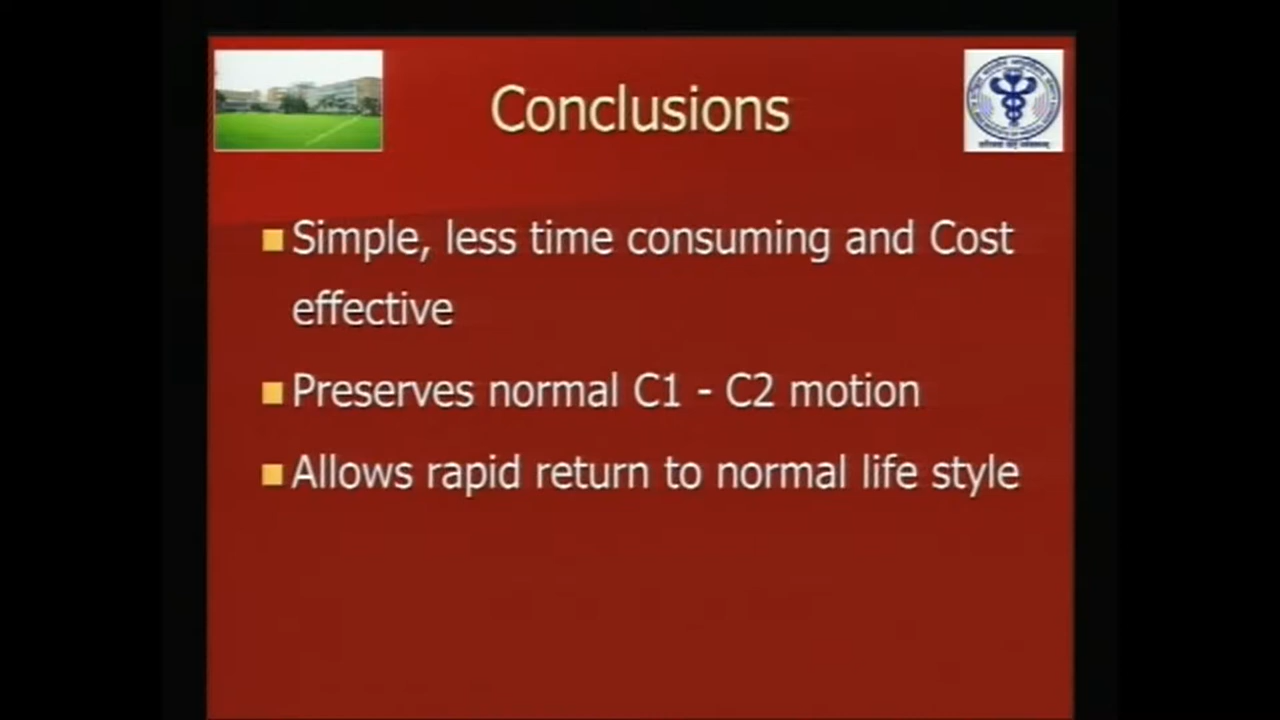 Conclusions
Simple, less time consuming and Cost
effective
Preserves normal C1 - C2 motion
Allows rapid return to normal life style